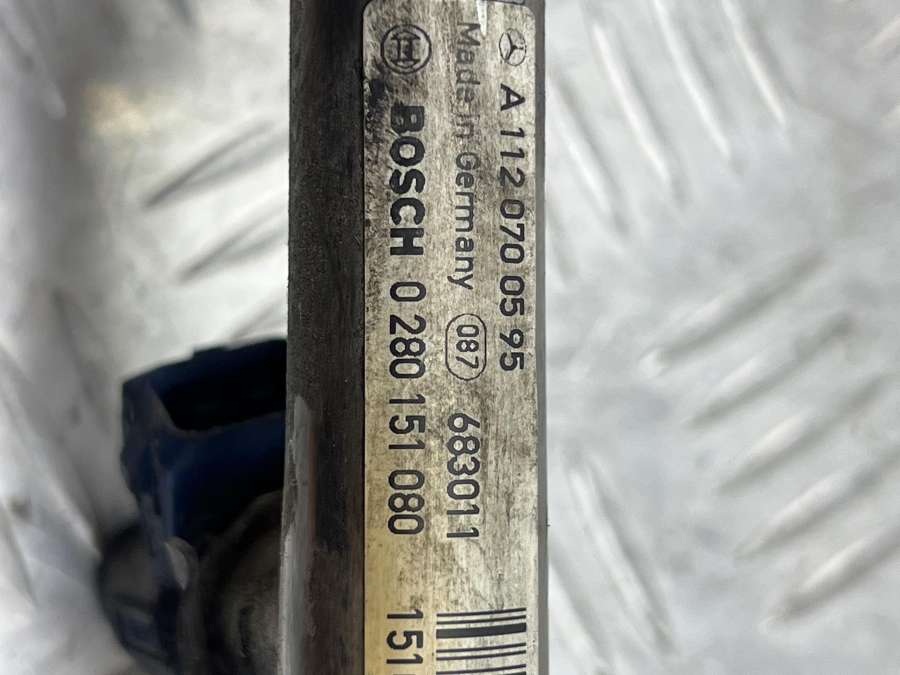 A 112 070 05 95
Made in Germany 087 683011
BOSCH 0 280 151 080 151